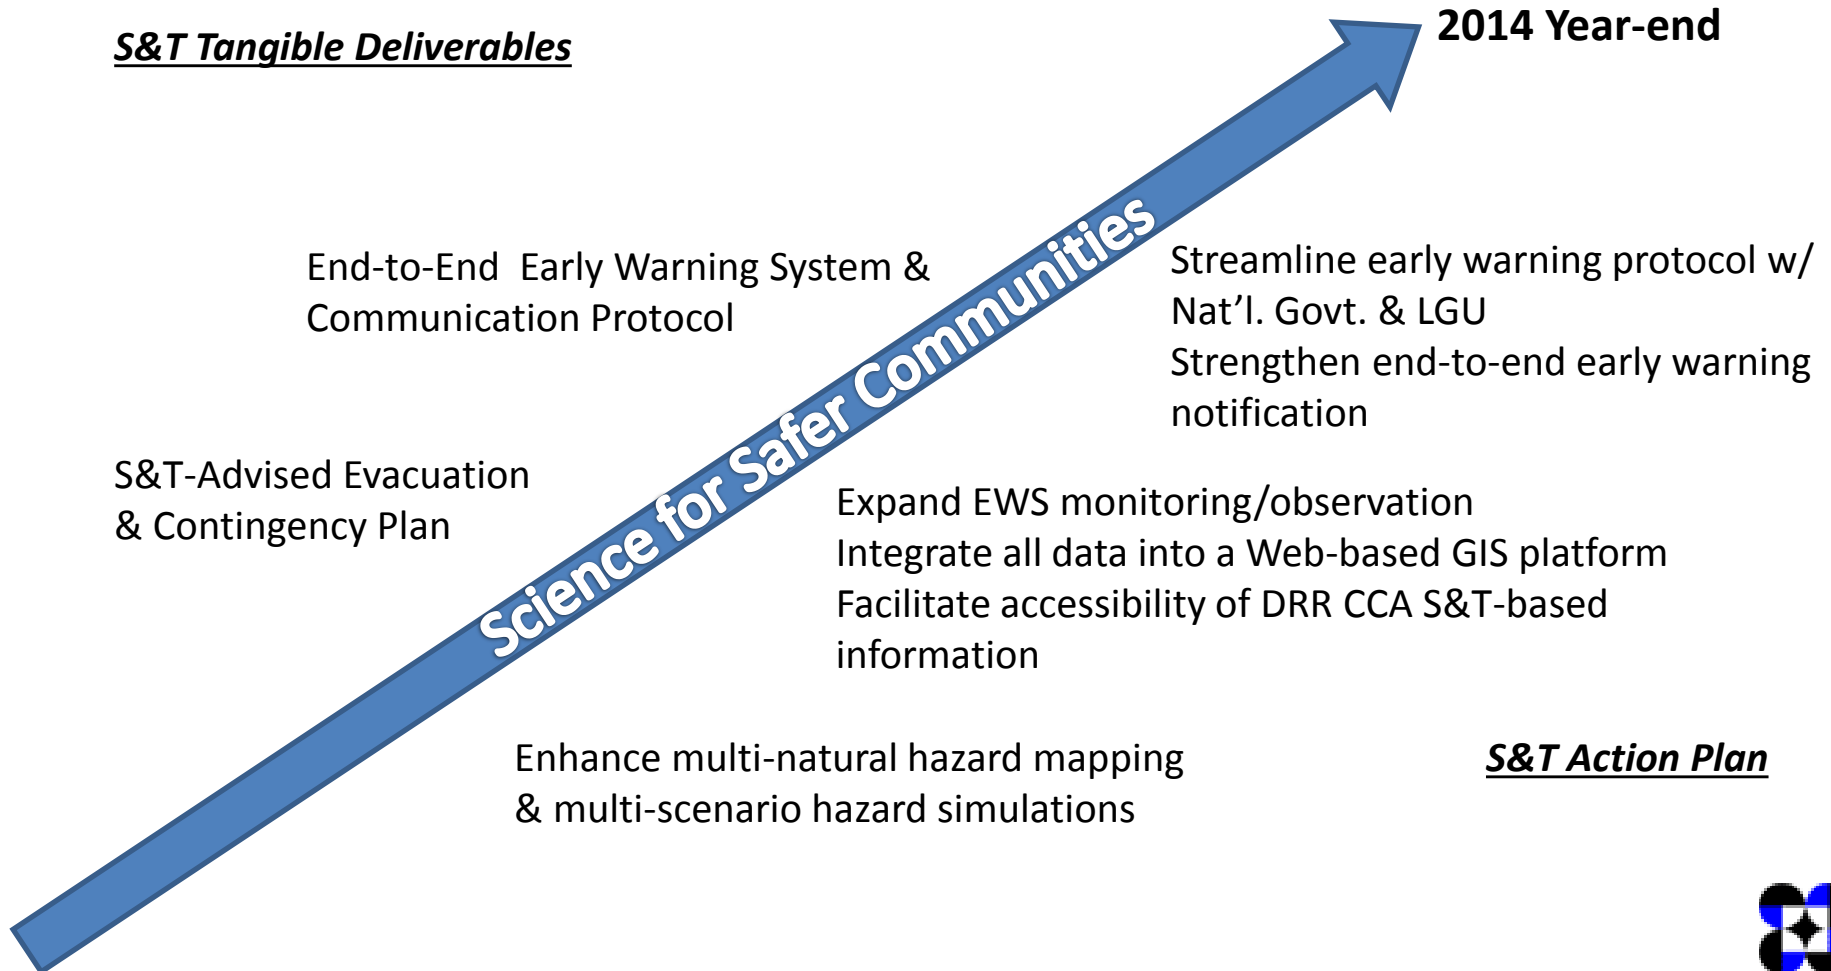 S&T Tangible Deliverables
2014 Year-end
End-to-End  Early Warning System &
Communication Protocol
S&T-Advised Evacuation
& Contingency Plan
Science for Safer Communities
Streamline early warning protocol w/
Nat’l. Govt. & LGU
Strengthen end-to-end early warning
notification
Expand EWS monitoring/observation
Integrate all data into a Web-based GIS platform
Facilitate accessibility of DRR CCA S&T-based
information
Enhance multi-natural hazard mapping
& multi-scenario hazard simulations
S&T Action Plan